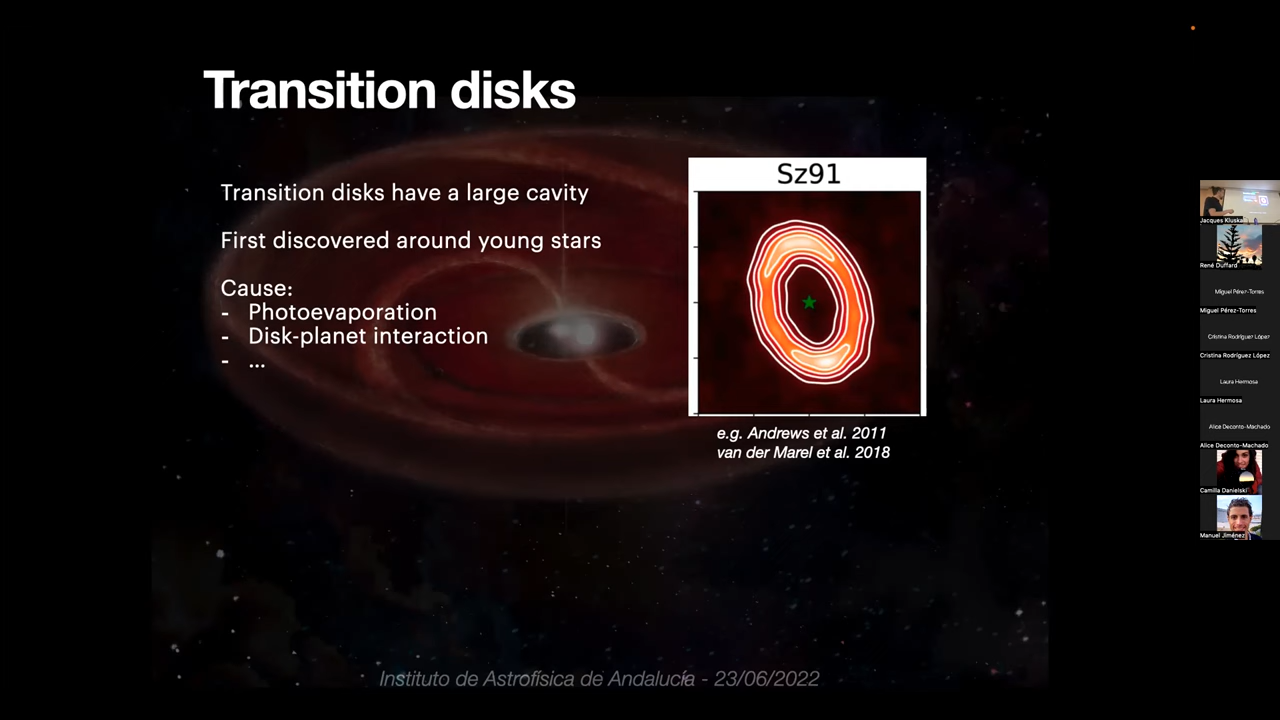 Transition disks
Transition disks have a large cavity
First discovered around young stars
Cause:
- Photoevaporation
- Disk-planet interaction
- ...
Sz91
e.g. Andrews et al. 2011
van der Marel et al. 2018
Instituto de Astrofísica de Andalucía - 23/06/2022
Jacques Kluska
René Duffard
Miguel Pérez-Torres
Miguel Pérez-Torres
Cristina Rodríguez López
Cristina Rodríguez López
Laura Hermosa
Laura Hermosa
Alice Deconto-Machado
Alice Deconto-Machado
Camilla Danielski
Manuel Jiménez